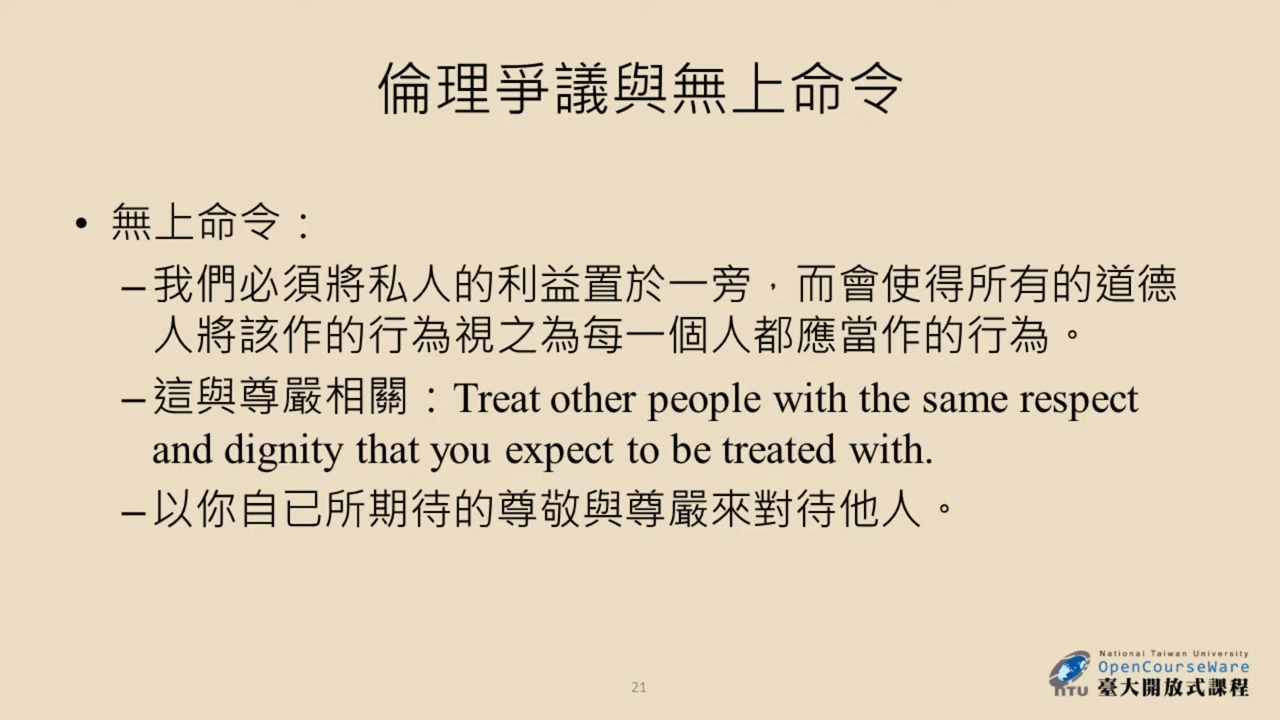 倫理爭議與無上命令
• 無上命令：
–我們必須將私人的利益置於一旁，而會使得所有的道德
人將該作的行為視之為每一個人都應當作的行為。
–這與尊嚴相關：Treat other people with the same respect
and dignity that you expect to be treated with.
–以你自已所期待的尊敬與尊嚴來對待他人。
National Taiwan University
OpenCourseWare
NTU 臺大開放式課程
21